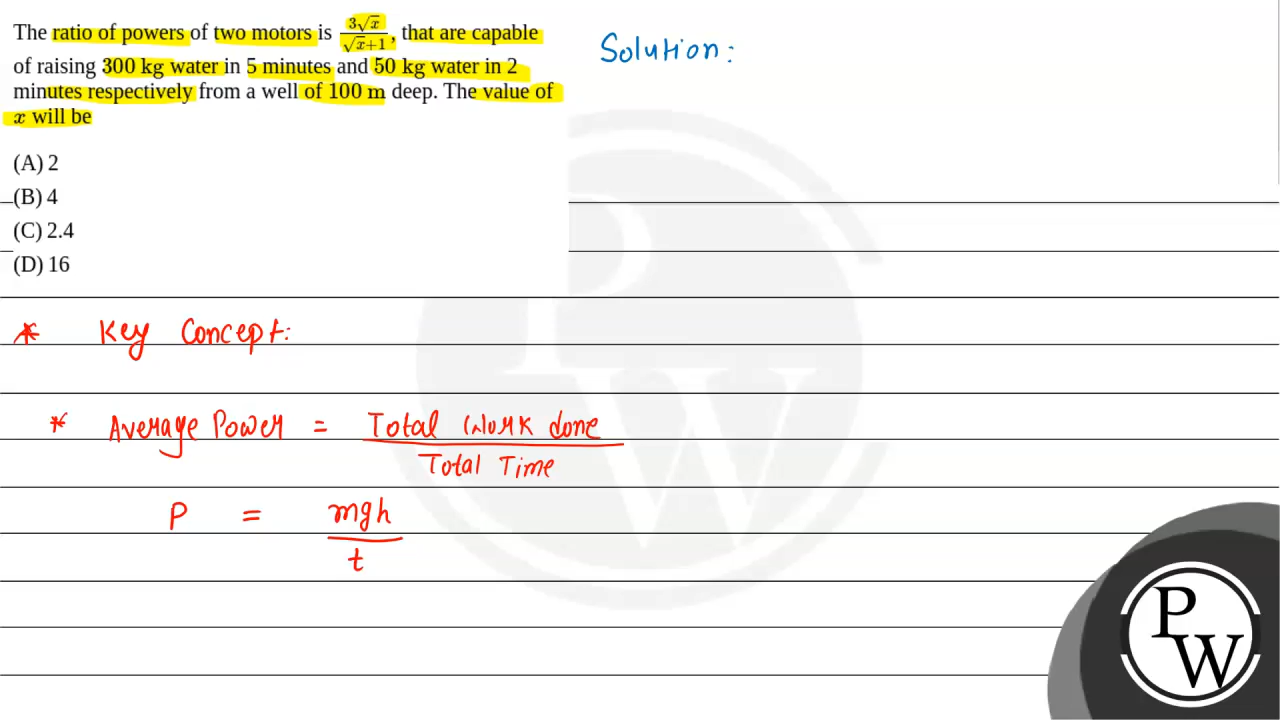 The ratio of powers of two motors is 3√x / √x+1, that are capable
of raising 300 kg water in 5 minutes and 50 kg water in 2
minutes respectively from a well of 100 m deep. The value of
x will be
(A) 2
(B) 4
(C) 2.4
(D) 16
Solution:
* Key Concept:
* Average Power = Total Work done / Total Time
P = mgh / t
PW
PW